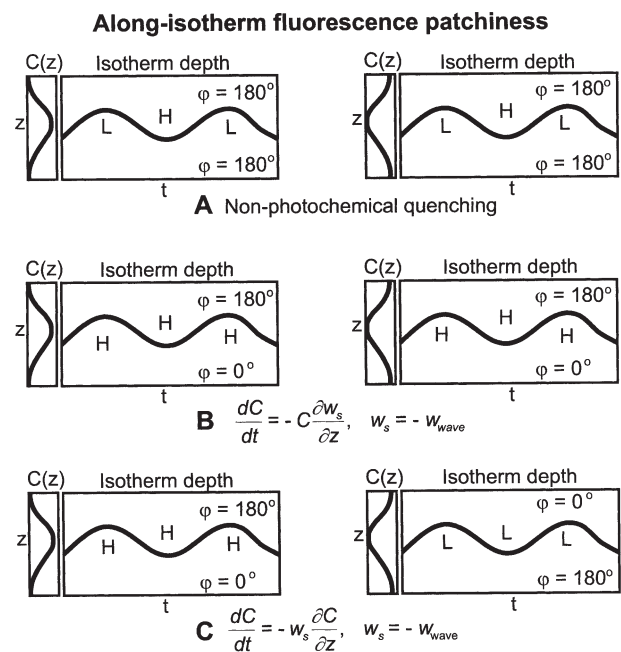 Along-isotherm fluorescence patchiness
C(z) Isotherm depth C(z) Isotherm depth
φ = 180° φ = 180°
H H
z L L z L L
φ = 180° φ = 180°
t t
A Non-photochemical quenching
C(z) Isotherm depth C(z) Isotherm depth
φ = 180° φ = 180°
H H
z H H z H H
φ = 0° φ = 0°
t t
B dC/dt = - C ∂w_s/∂z, w_s = - w_wave
C(z) Isotherm depth C(z) Isotherm depth
φ = 180° φ = 0°
z H H H z L L L
φ = 0° φ = 180°
t t
C dC/dt = - w_s ∂C/∂z, w_s = - w_wave